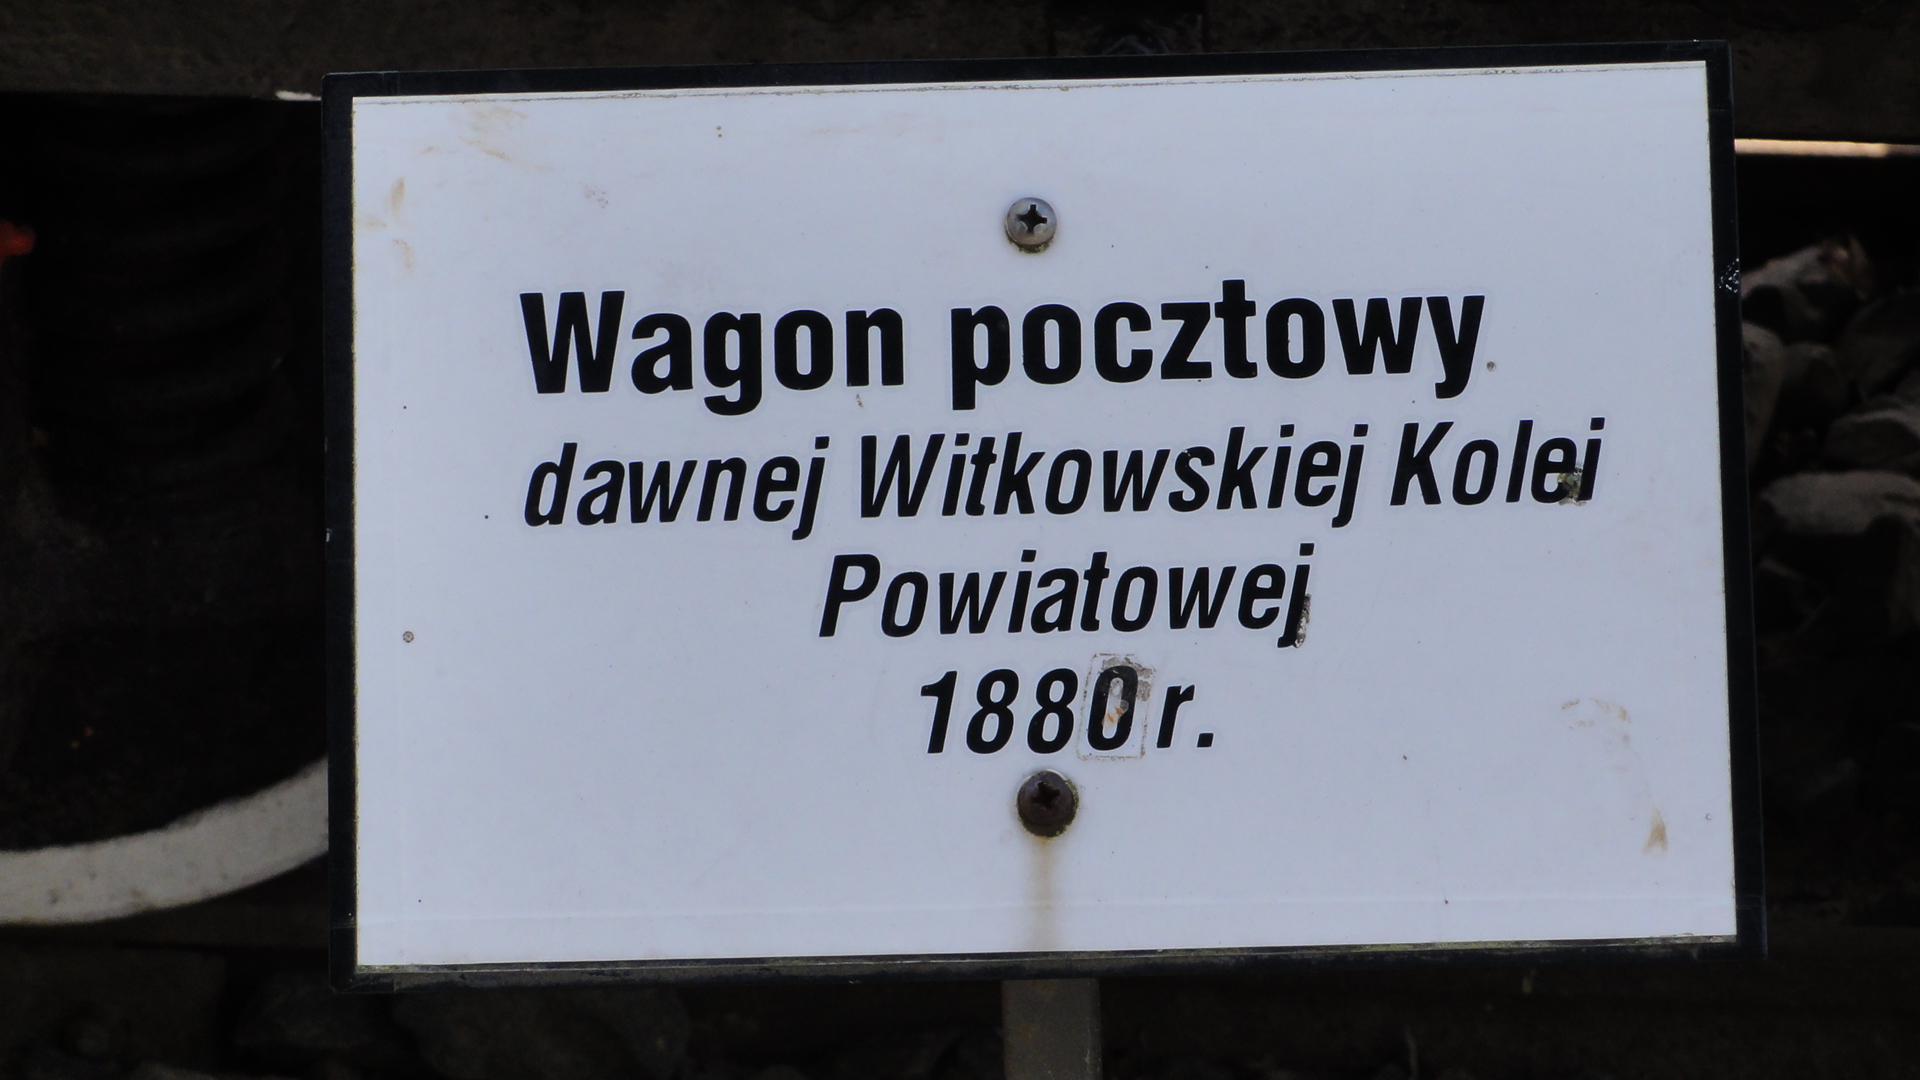 Wagon pocztowy
dawnej Witkowskiej Kolei
Powiatowej
1880 r.